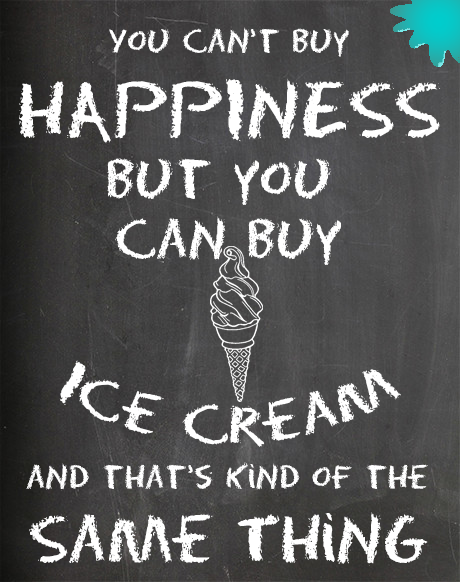 YOU CAN'T BUY
HAPPINESS
BUT YOU
CAN BUY
ICE CREAM
AND THAT'S KIND OF THE
SAME THING